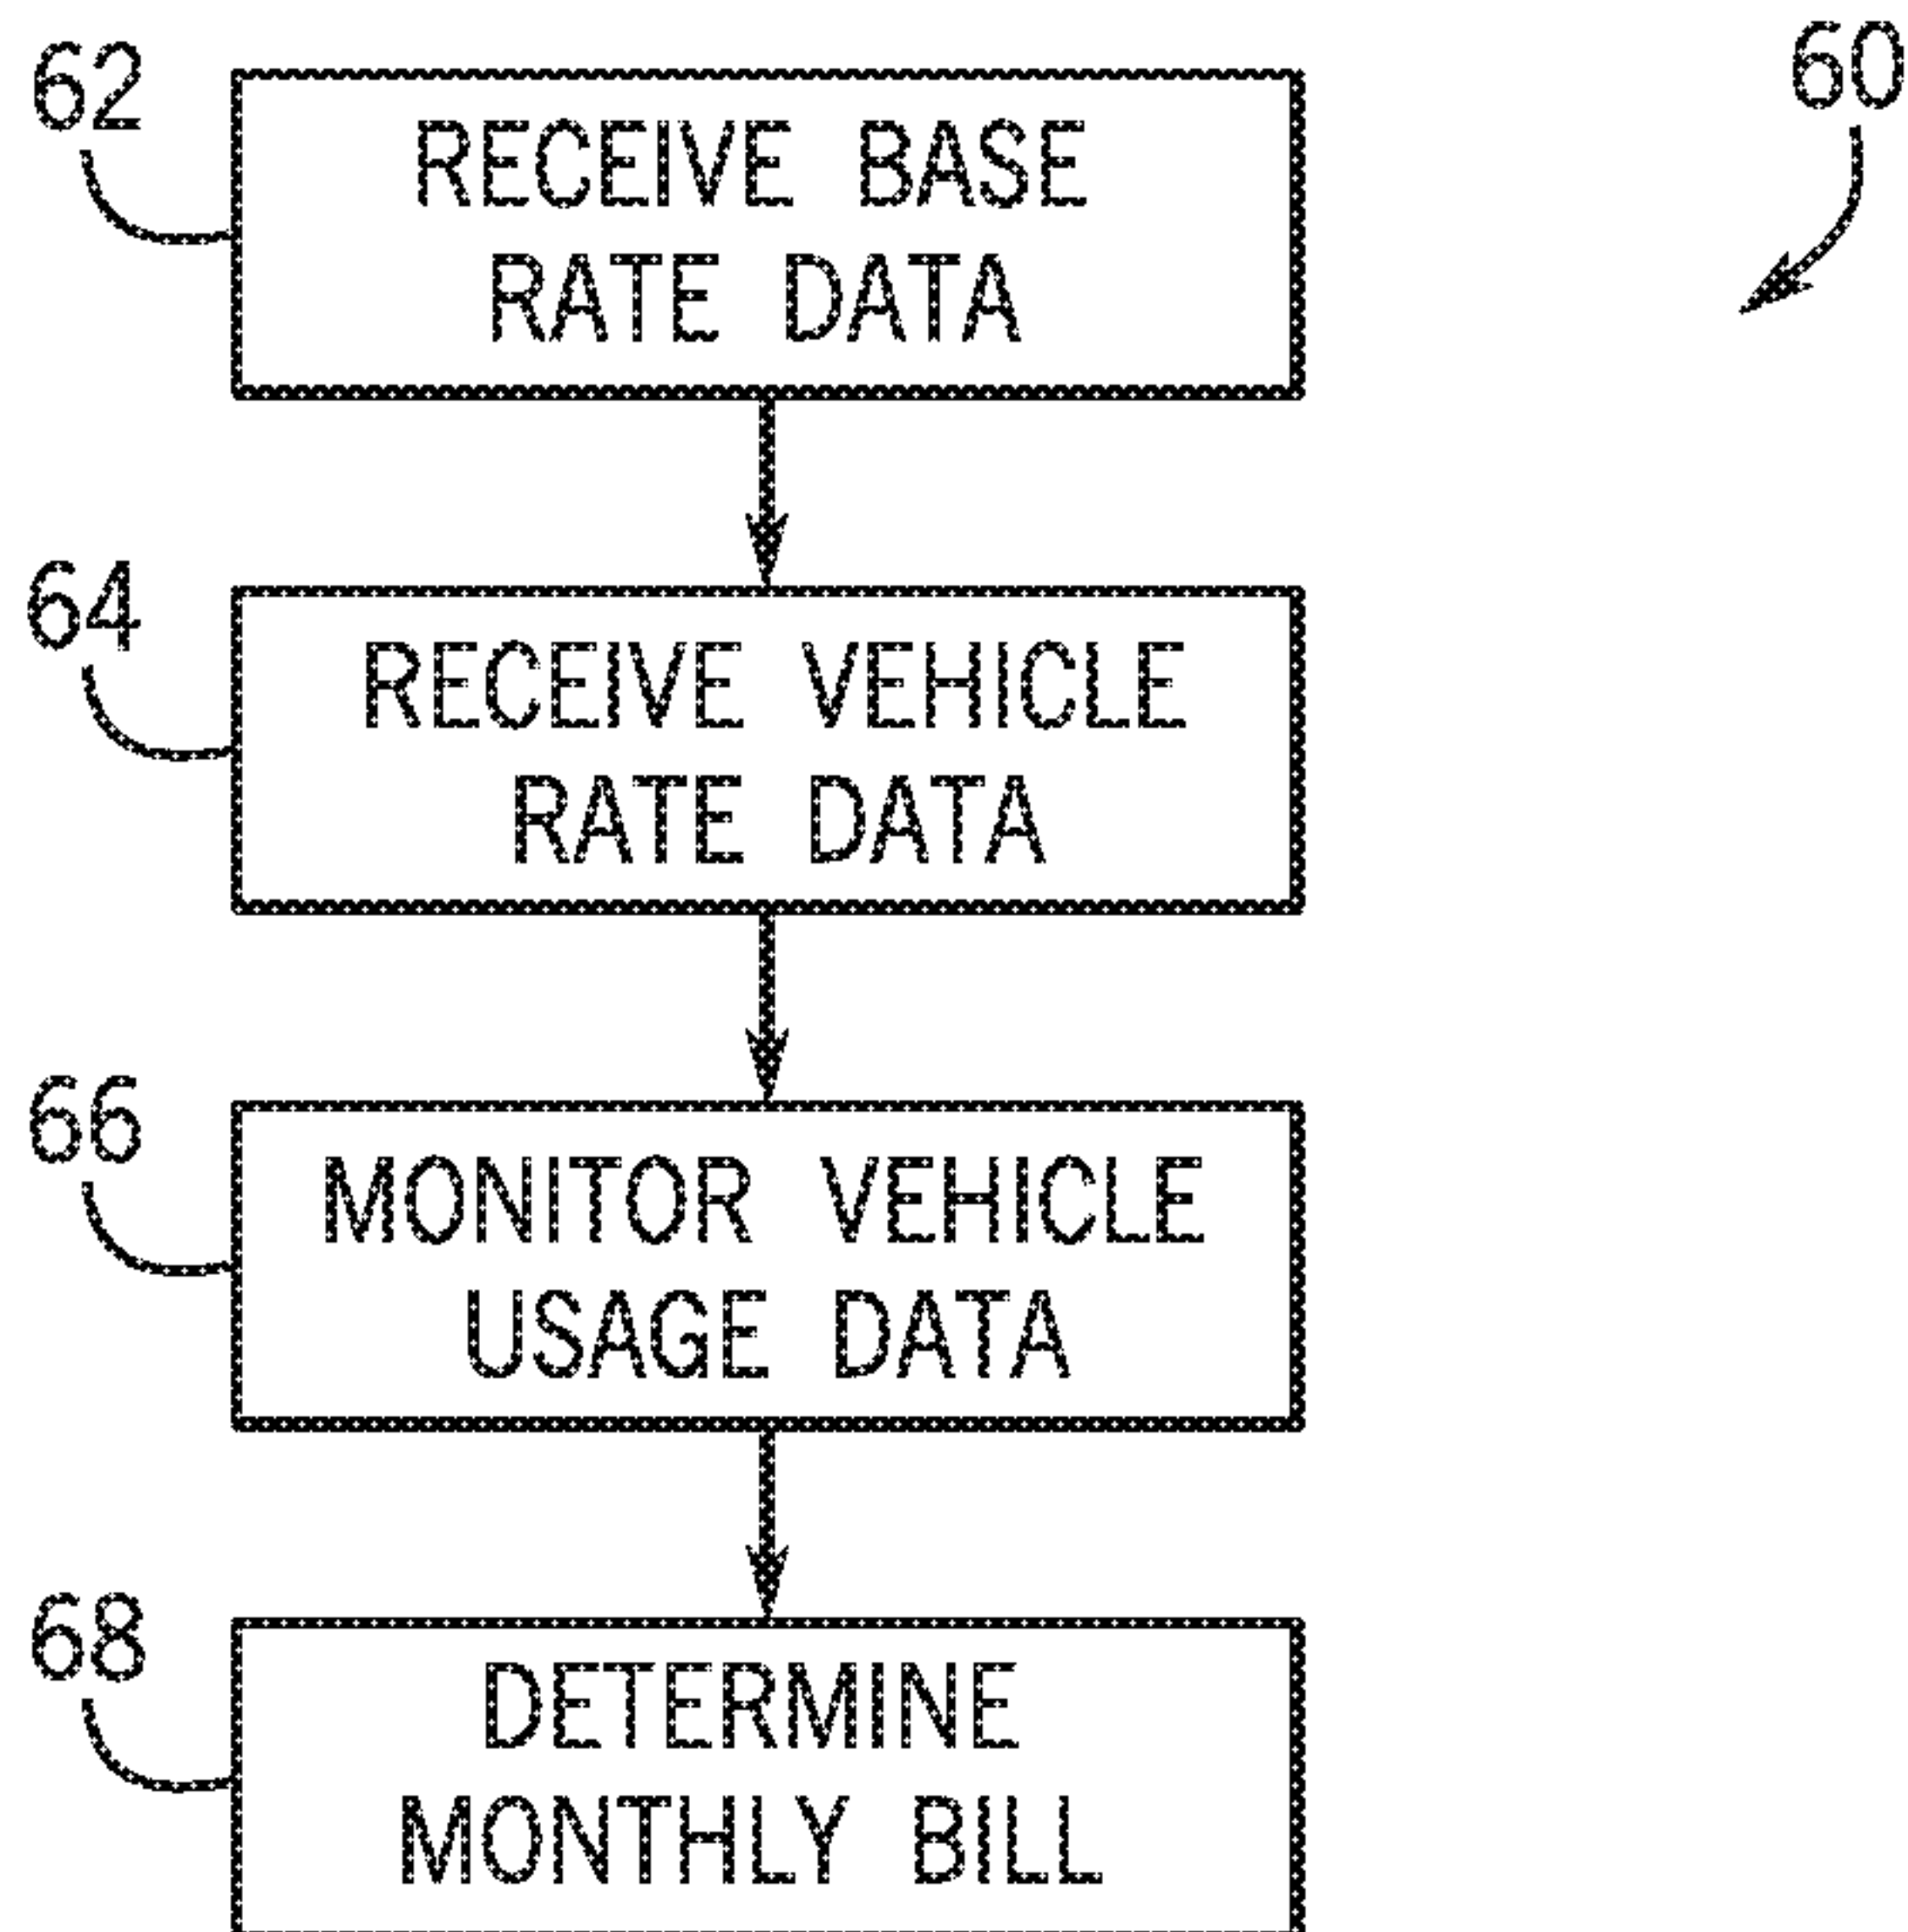 60
62
RECEIVE BASE
RATE DATA
64
RECEIVE VEHICLE
RATE DATA
66
MONITOR VEHICLE
USAGE DATA
68
DETERMINE
MONTHLY BILL